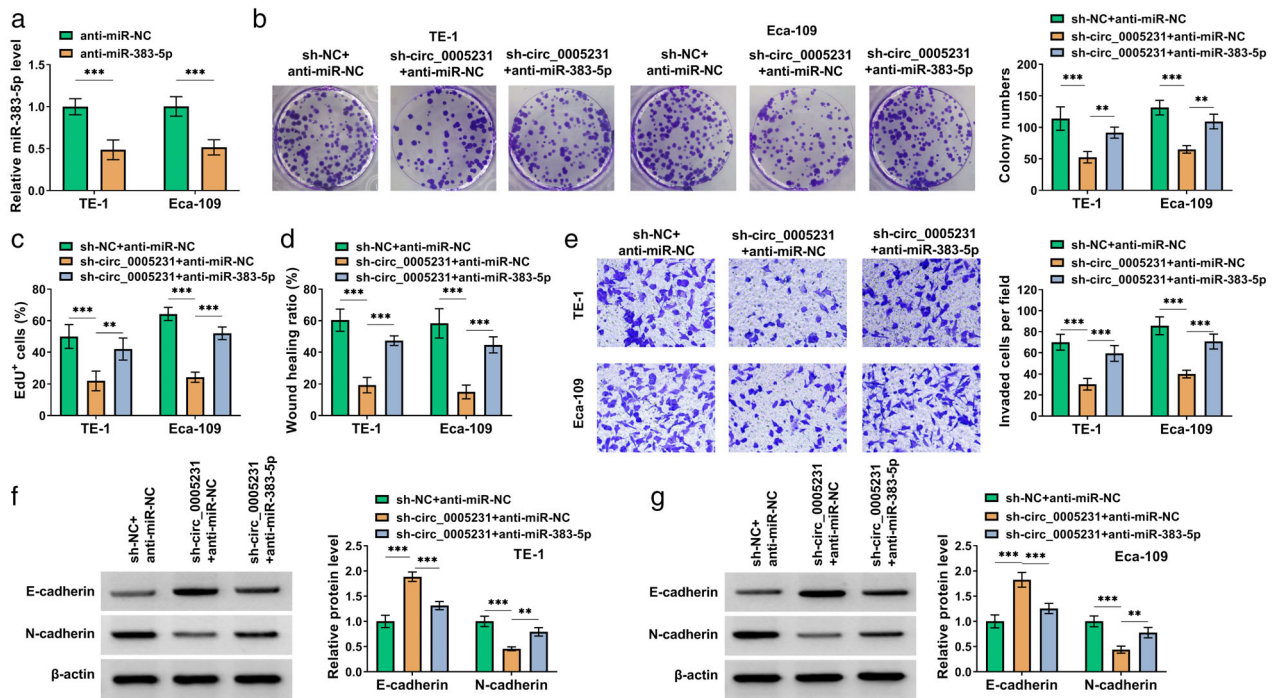 a
anti-miR-NC
anti-miR-383-5p
Relative miR-383-5p level
1.5
1.0
0.5
0.0
***
***
TE-1
Eca-109
b
TE-1
Eca-109
sh-NC+
anti-miR-NC
sh-circ_0005231
+anti-miR-NC
sh-circ_0005231
+anti-miR-383-5p
sh-NC+
anti-miR-NC
sh-circ_0005231
+anti-miR-NC
sh-circ_0005231
+anti-miR-383-5p
sh-NC+anti-miR-NC
sh-circ_0005231+anti-miR-NC
sh-circ_0005231+anti-miR-383-5p
Colony numbers
200
150
100
50
0
***
**
***
**
TE-1
Eca-109
c
sh-NC+anti-miR-NC
sh-circ_0005231+anti-miR-NC
sh-circ_0005231+anti-miR-383-5p
EdU+ cells (%)
80
60
40
20
0
***
**
***
***
TE-1
Eca-109
d
sh-NC+anti-miR-NC
sh-circ_0005231+anti-miR-NC
sh-circ_0005231+anti-miR-383-5p
Wound healing ratio (%)
80
60
40
20
0
***
***
***
***
TE-1
Eca-109
e
sh-NC+
anti-miR-NC
sh-circ_0005231
+anti-miR-NC
sh-circ_0005231
+anti-miR-383-5p
TE-1
Eca-109
sh-NC+anti-miR-NC
sh-circ_0005231+anti-miR-NC
sh-circ_0005231+anti-miR-383-5p
Invaded cells per field
120
100
80
60
40
20
0
***
***
***
***
TE-1
Eca-109
f
sh-NC+
anti-miR-NC
sh-circ_0005231
+anti-miR-NC
sh-circ_0005231
+anti-miR-383-5p
E-cadherin
N-cadherin
β-actin
sh-NC+anti-miR-NC
sh-circ_0005231+anti-miR-NC
sh-circ_0005231+anti-miR-383-5p
TE-1
Relative protein level
2.5
2.0
1.5
1.0
0.5
0.0
***
***
***
**
E-cadherin
N-cadherin
g
sh-NC+
anti-miR-NC
sh-circ_0005231
+anti-miR-NC
sh-circ_0005231
+anti-miR-383-5p
E-cadherin
N-cadherin
β-actin
sh-NC+anti-miR-NC
sh-circ_0005231+anti-miR-NC
sh-circ_0005231+anti-miR-383-5p
Eca-109
Relative protein level
2.5
2.0
1.5
1.0
0.5
0.0
***
***
***
**
E-cadherin
N-cadherin